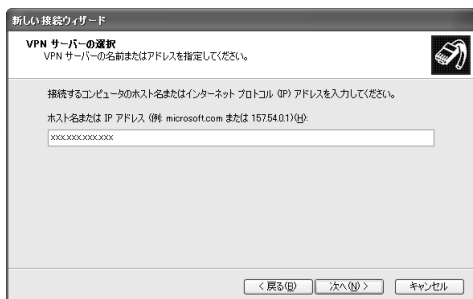 新しい接続ウィザード
VPN サーバーの選択
VPN サーバーの名前またはアドレスを指定してください。
接続するコンピュータのホスト名またはインターネット プロトコル (IP) アドレスを入力してください。
ホスト名または IP アドレス (例: microsoft.com または 157.54.0.1)(H):
xxx.xxx.xxx.xxx
< 戻る(B) 次へ(N) > キャンセル